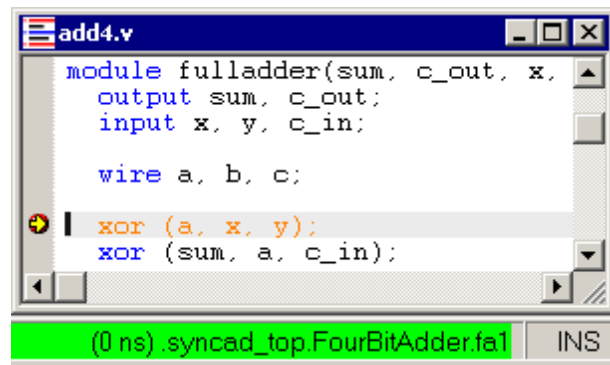 add4.v
module fulladder(sum, c_out, x,
output sum, c_out;
input x, y, c_in;
wire a, b, c;
xor (a, x, y);
xor (sum, a, c_in);
(0 ns) .syncad_top.FourBitAdder.fa1 INS